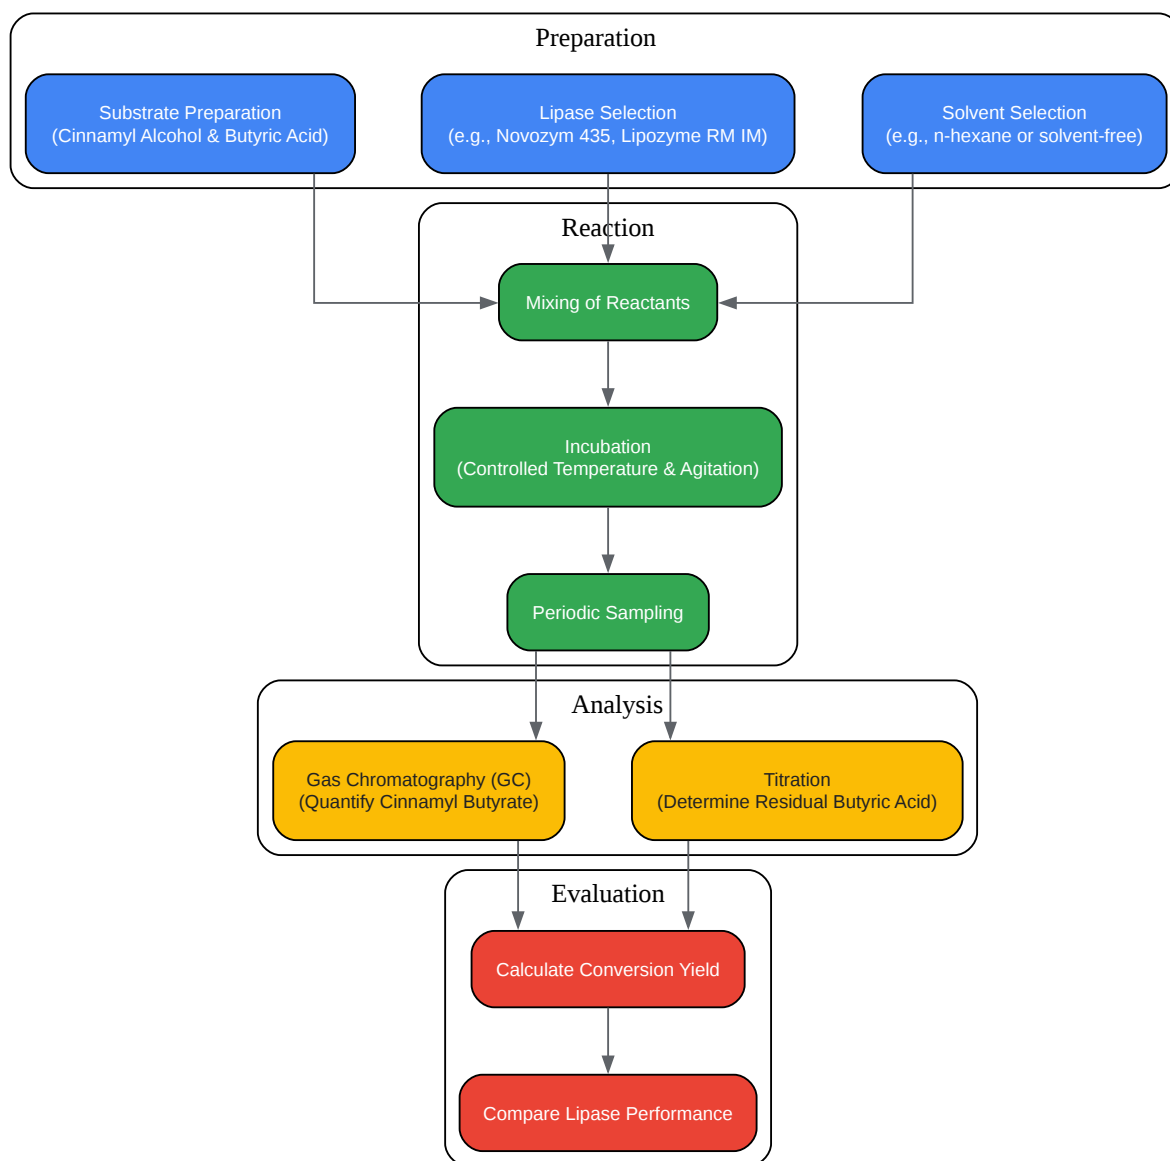 Preparation
Substrate Preparation
(Cinnamyl Alcohol & Butyric Acid)
Lipase Selection
(e.g., Novozym 435, Lipozyme RM IM)
Solvent Selection
(e.g., n-hexane or solvent-free)
Reaction
Mixing of Reactants
Incubation
(Controlled Temperature & Agitation)
Periodic Sampling
Analysis
Gas Chromatography (GC)
(Quantify Cinnamyl Butyrate)
Titration
(Determine Residual Butyric Acid)
Evaluation
Calculate Conversion Yield
Compare Lipase Performance